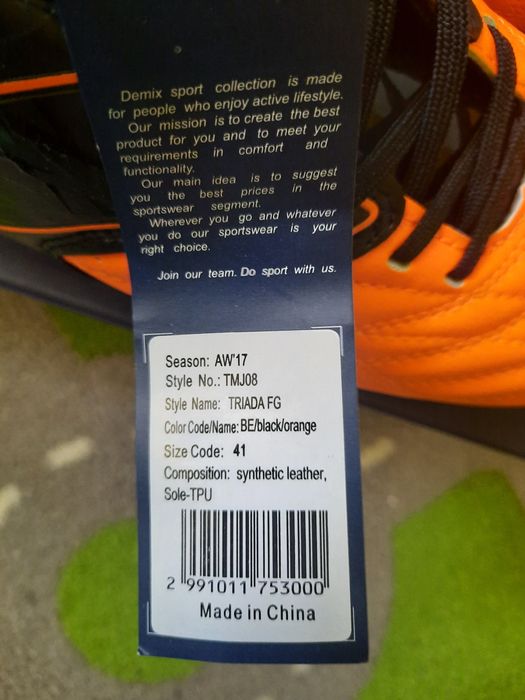 Demix sport collection is made
for people who enjoy active lifestyle.
Our mission is to create the best
product for you and to meet your
requirements in comfort and
functionality.
Our main idea is to suggest
you the best prices in the
sportswear segment.
Wherever you go and whatever
you do our sportswear is your
right choice.
Join our team. Do sport with us.
Season: AW'17
Style No.: TMJ08
Style Name: TRIADA FG
Color Code/Name: BE/black/orange
Size Code: 41
Composition: synthetic leather,
Sole-TPU
2 991011 753000
Made in China